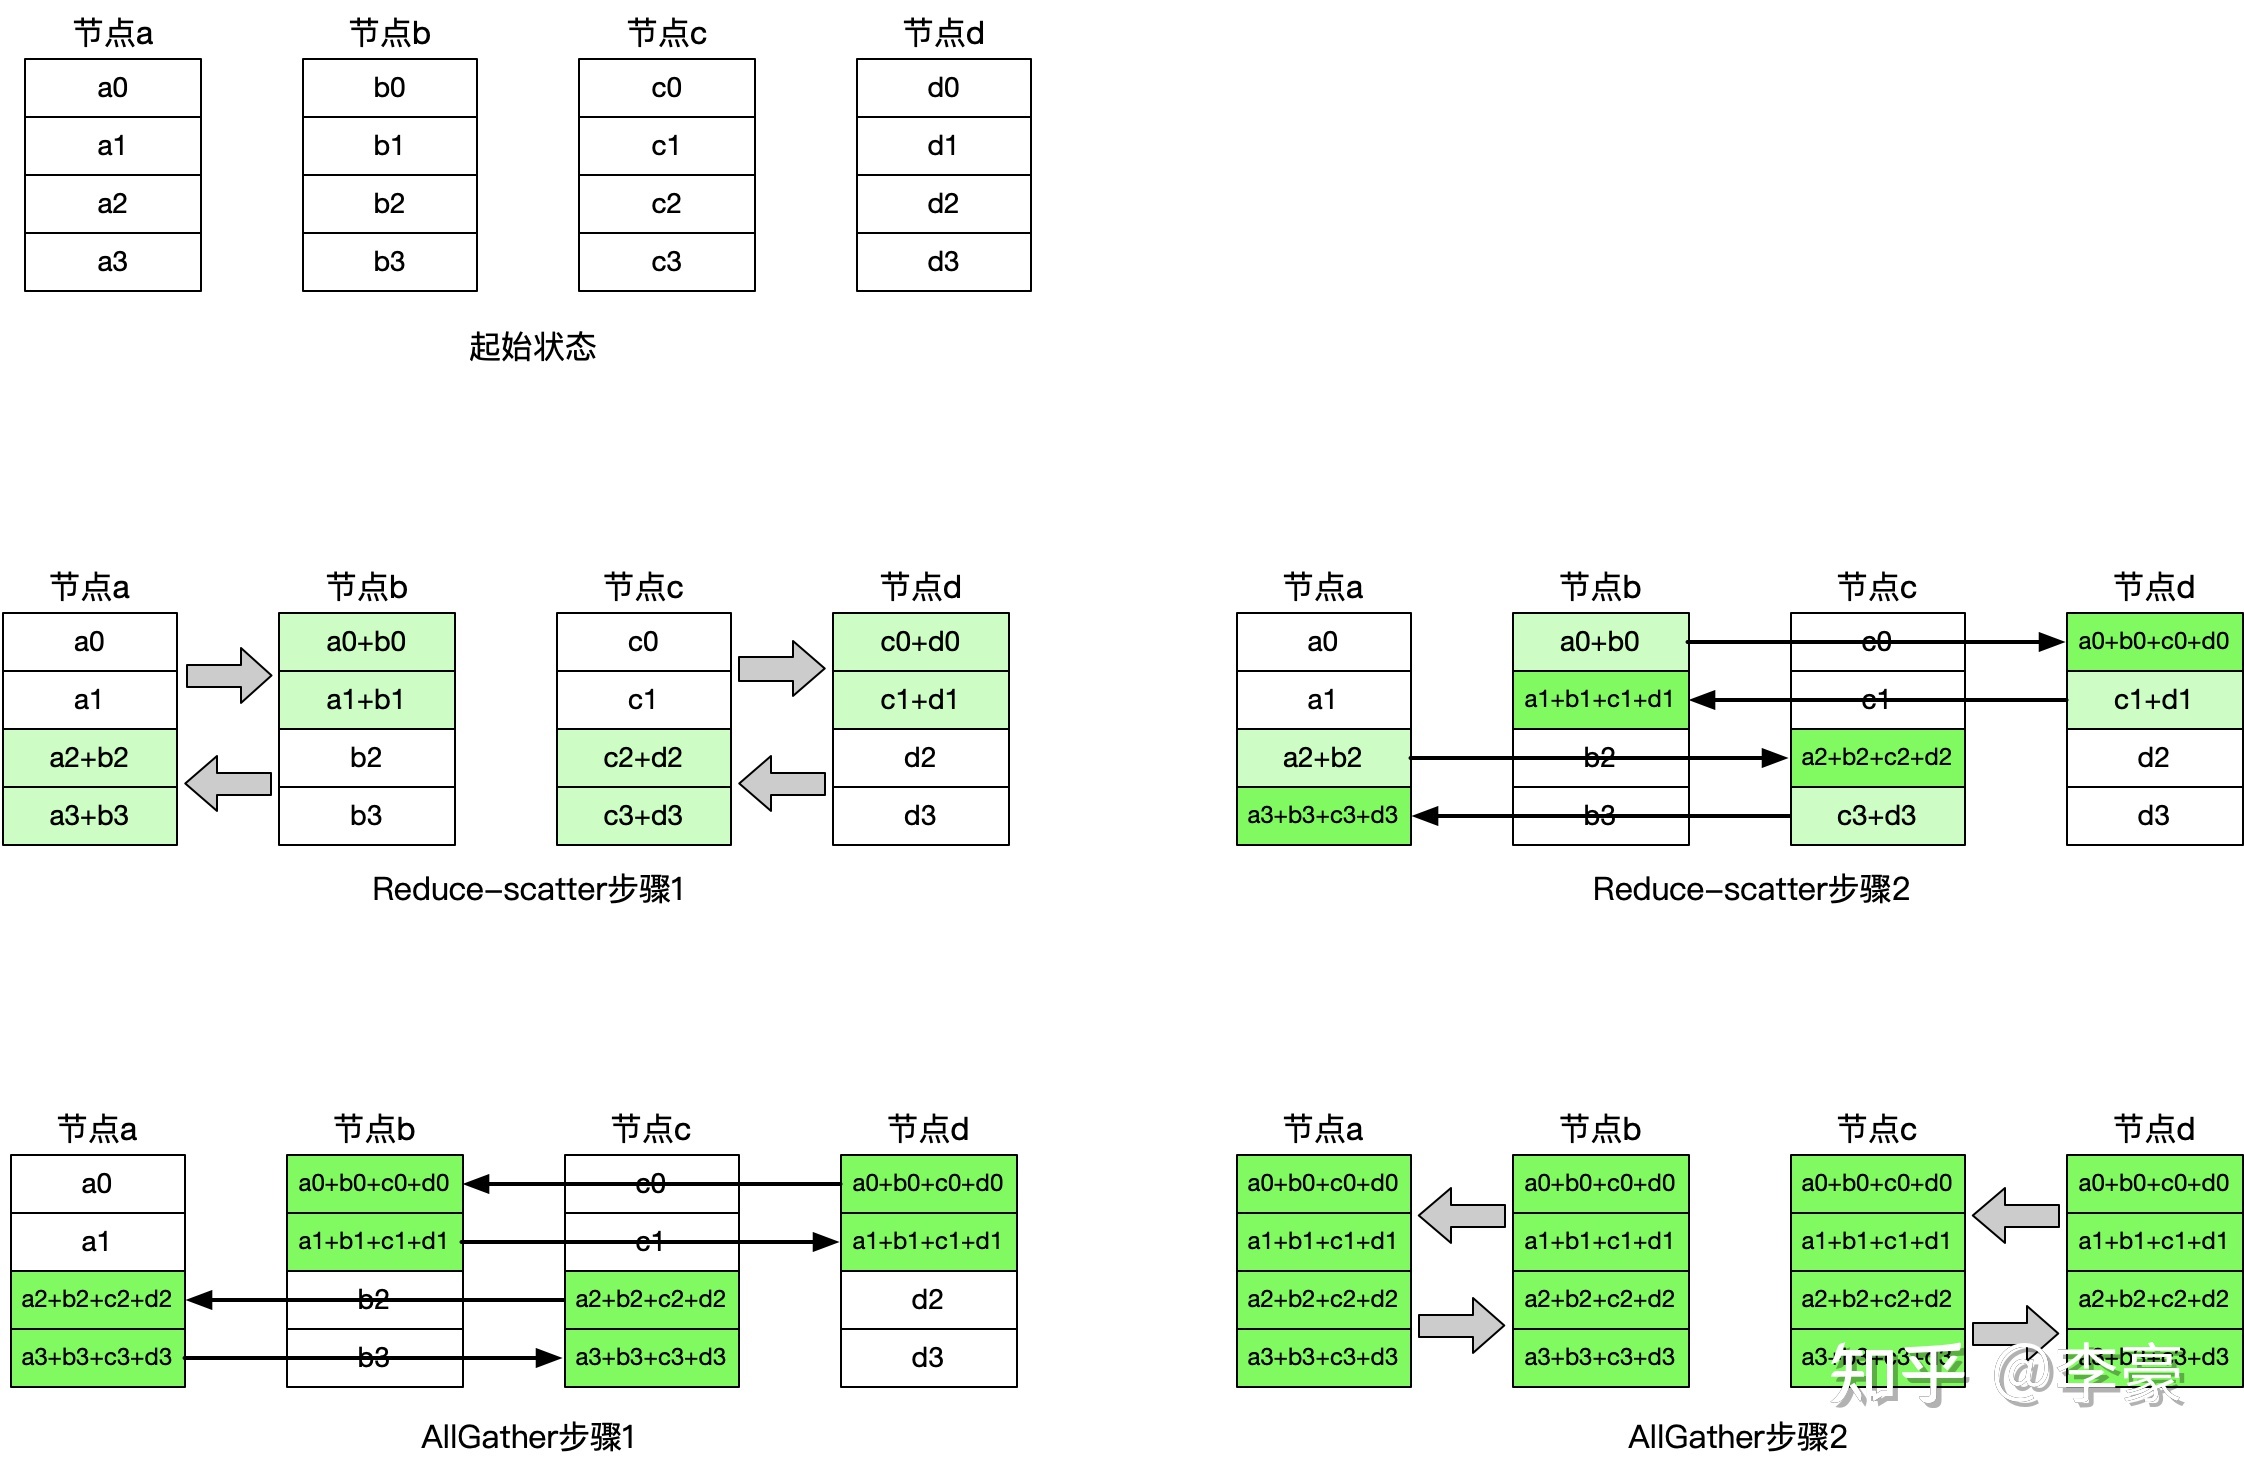 节点a 节点b 节点c 节点d
a0 b0 c0 d0
a1 b1 c1 d1
a2 b2 c2 d2
a3 b3 c3 d3
起始状态
节点a 节点b 节点c 节点d
a0 a0+b0 c0 c0+d0
a1 a1+b1 c1 c1+d1
a2+b2 b2 c2+d2 d2
a3+b3 b3 c3+d3 d3
Reduce-scatter步骤1
节点a 节点b 节点c 节点d
a0 a0+b0 c0 a0+b0+c0+d0
a1 a1+b1+c1+d1 c1 c1+d1
a2+b2 b2 a2+b2+c2+d2 d2
a3+b3+c3+d3 b3 c3+d3 d3
Reduce-scatter步骤2
节点a 节点b 节点c 节点d
a0 a0+b0+c0+d0 c0 a0+b0+c0+d0
a1 a1+b1+c1+d1 c1 a1+b1+c1+d1
a2+b2+c2+d2 b2 a2+b2+c2+d2 d2
a3+b3+c3+d3 b3 a3+b3+c3+d3 d3
AllGather步骤1
节点a 节点b 节点c 节点d
a0+b0+c0+d0 a0+b0+c0+d0 a0+b0+c0+d0 a0+b0+c0+d0
a1+b1+c1+d1 a1+b1+c1+d1 a1+b1+c1+d1 a1+b1+c1+d1
a2+b2+c2+d2 a2+b2+c2+d2 a2+b2+c2+d2 a2+b2+c2+d2
a3+b3+c3+d3 a3+b3+c3+d3 a3+b3+c3+d3 a3+b3+c3+d3
知乎 @李豪
AllGather步骤2